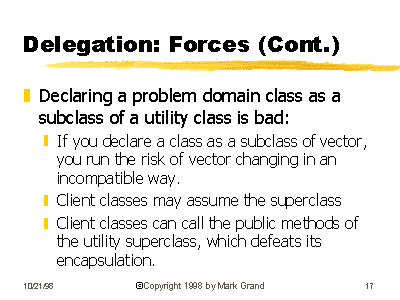 Delegation: Forces (Cont.)
Declaring a problem domain class as a
subclass of a utility class is bad:
If you declare a class as a subclass of vector,
you run the risk of vector changing in an
incompatible way.
Client classes may assume the superclass
Client classes can call the public methods of
the utility superclass, which defeats its
encapsulation.
10/21/98 ©Copyright 1998 by Mark Grand 17